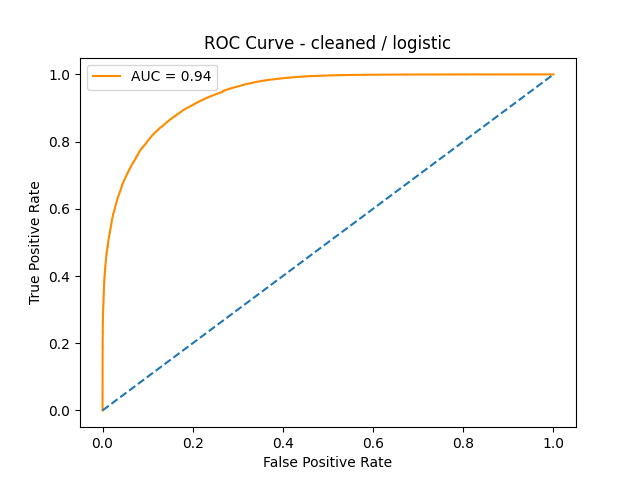 ROC Curve - cleaned / logistic
AUC = 0.94
True Positive Rate
1.0
0.8
0.6
0.4
0.2
0.0
0.0 0.2 0.4 0.6 0.8 1.0
False Positive Rate